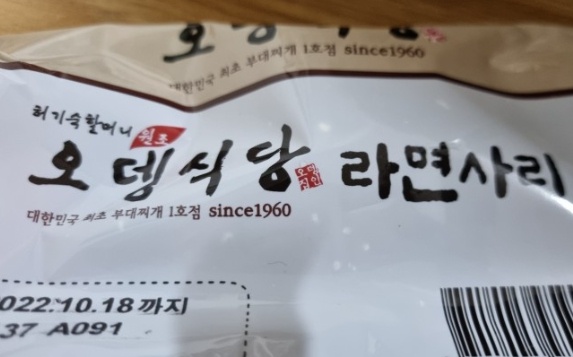 오뎅식당
대한민국 최초 부대찌개 1호점 since1960
허기숙할머니
원조
오뎅식당 라면사리
대한민국 최초 부대찌개 1호점 since1960
022.10.18 까지
37 A091